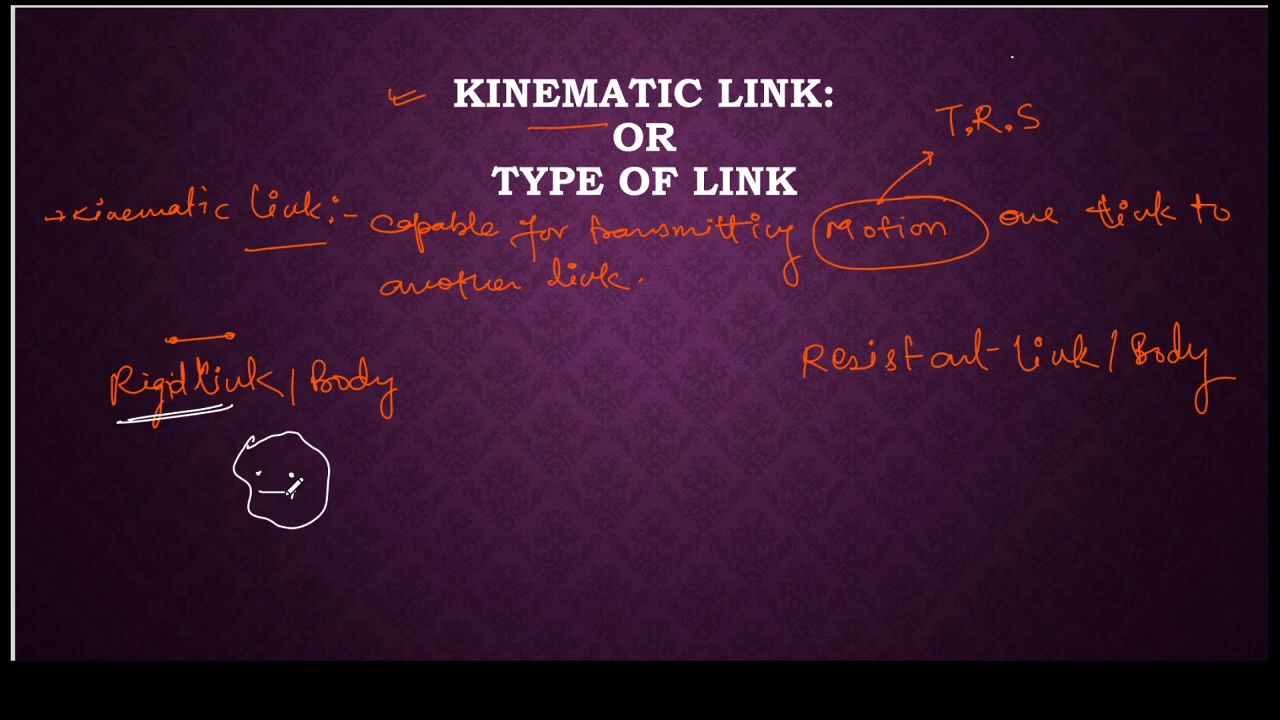 KINEMATIC LINK:
OR
TYPE OF LINK
T,R,S
→ Kinematic link:- capable for transmitting Motion one link to
another link.
Rigid link / Body
Resistant link / Body